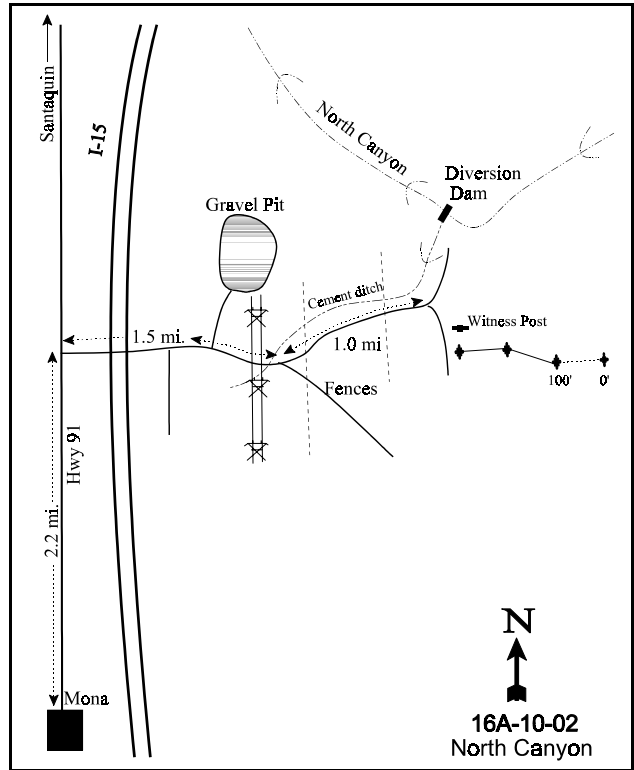 Santaquin
I-15
North Canyon
Diversion
Dam
Gravel Pit
Cement ditch
Witness Post
1.5 mi.
1.0 mi
100'
0'
Fences
Hwy 91
2.2 mi.
Mona
N
16A-10-02
North Canyon